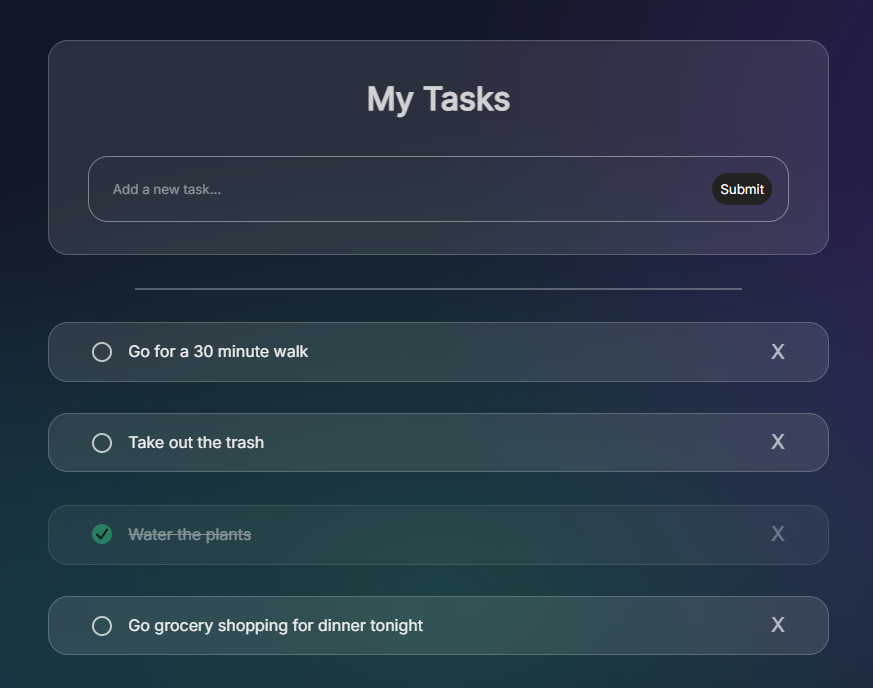 My Tasks
Add a new task...
Submit
Go for a 30 minute walk
X
Take out the trash
X
Water the plants
X
Go grocery shopping for dinner tonight
X